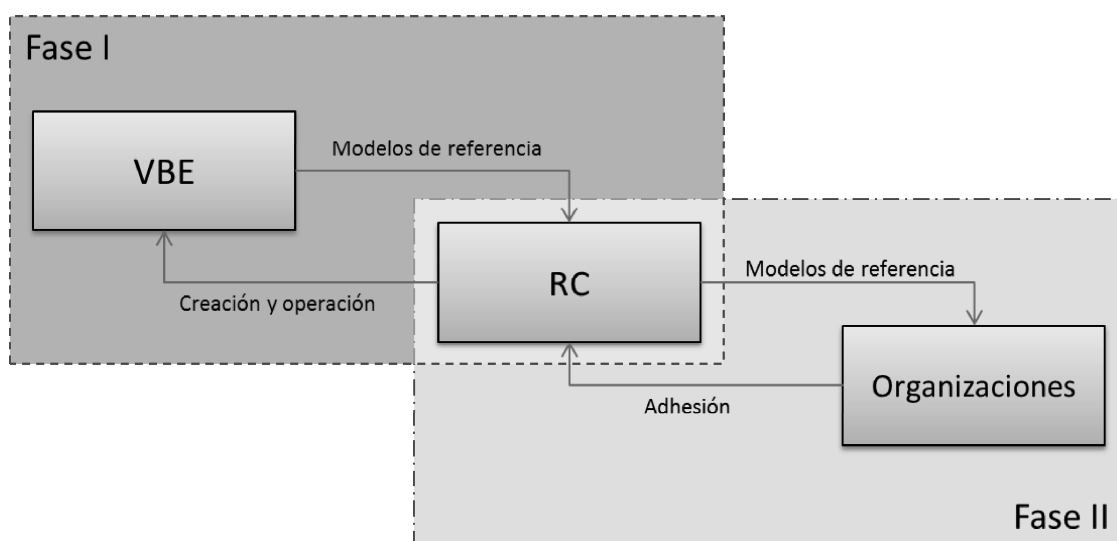 Fase I
VBE
Modelos de referencia
RC
Creación y operación
Modelos de referencia
Organizaciones
Adhesión
Fase II